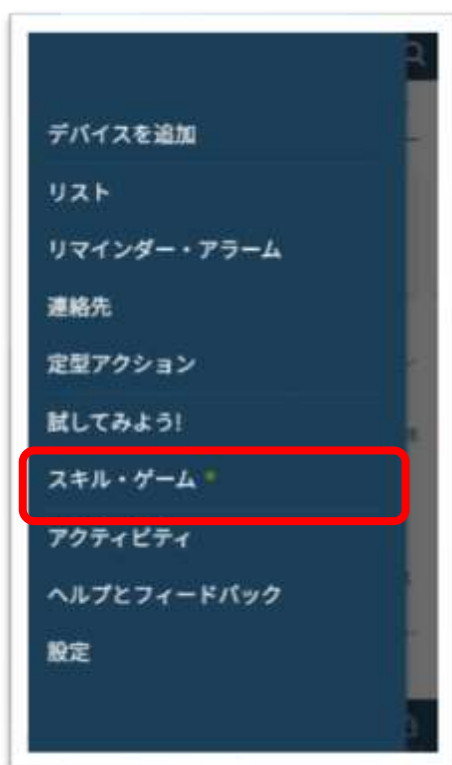 デバイスを追加
リスト
リマインダー・アラーム
連絡先
定型アクション
試してみよう!
スキル・ゲーム
アクティビティ
ヘルプとフィードバック
設定